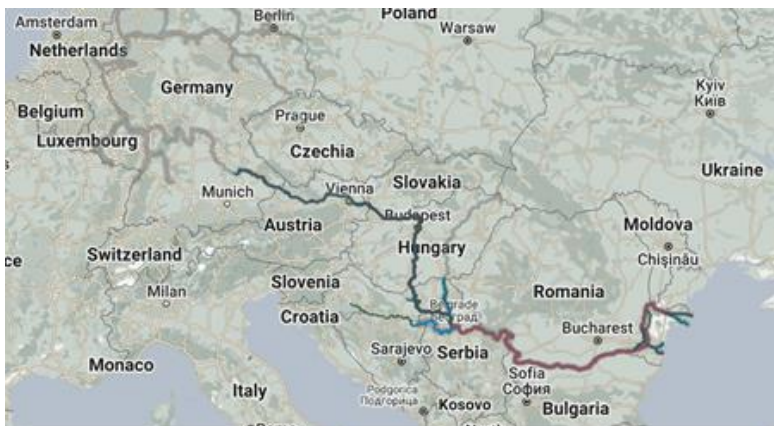 Amsterdam
Berlin
Poland
Warsaw
Netherlands
Germany
Kyiv
Київ
Belgium
Prague
Luxembourg
Czechia
Ukraine
Munich
Vienna
Slovakia
Budapest
Moldova
Austria
Hungary
Chișinău
ce
Switzerland
Slovenia
Romania
Milan
Belgrade
Croatia
Bucharest
Sarajevo
Serbia
Monaco
Sofia
София
Italy
Podgorica
Подгорица
Kosovo
Bulgaria